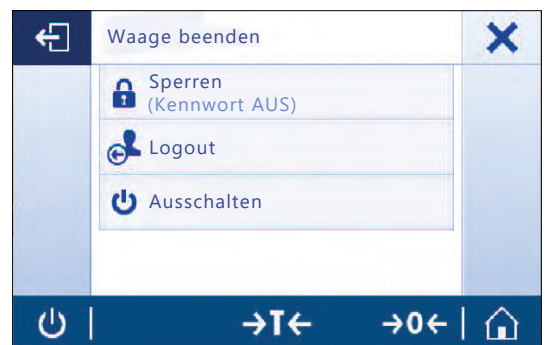 Waage beenden
Sperren
(Kennwort AUS)
Logout
Ausschalten
→T← →0←